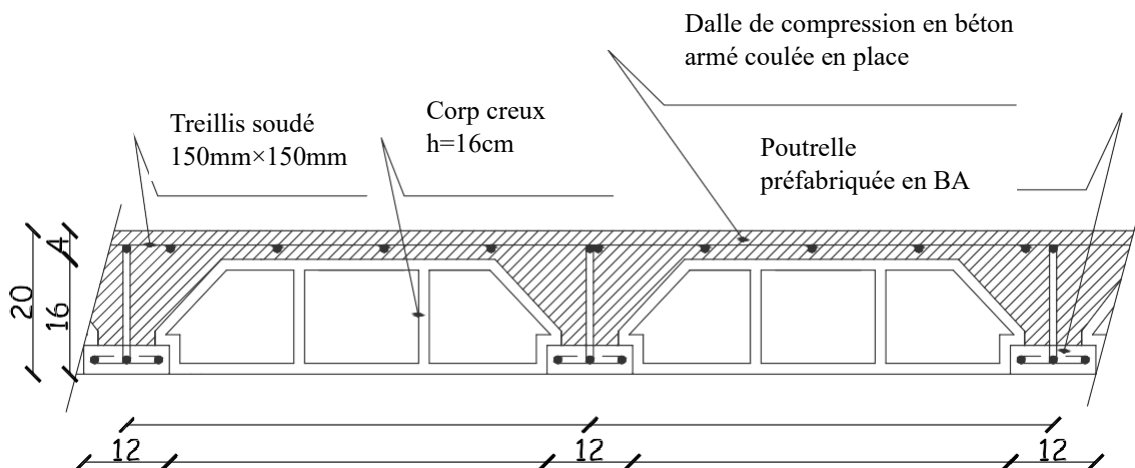 Dalle de compression en béton
armé coulée en place
Treillis soudé
150mm×150mm
Corp creux
h=16cm
Poutrelle
préfabriquée en BA
4
20
16
12
12
12